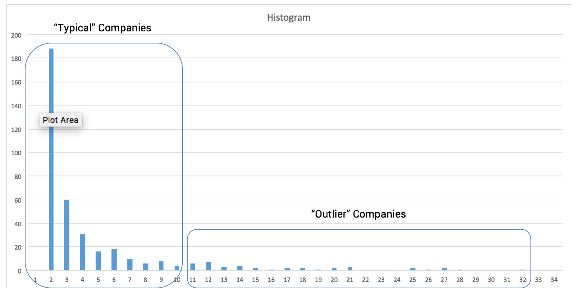 Histogram
“Typical” Companies
200
180
160
140
120
Plot Area
100
80
60
40
“Outlier” Companies
20
0
1 2 3 4 5 6 7 8 9 10 11 12 13 14 15 16 17 18 19 20 21 22 23 24 25 26 27 28 29 30 31 32 33 34